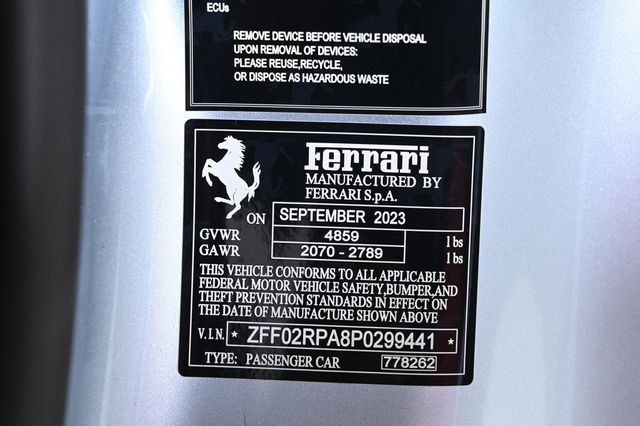 ECUs
REMOVE DEVICE BEFORE VEHICLE DISPOSAL
UPON REMOVAL OF DEVICES:
PLEASE REUSE,RECYCLE,
OR DISPOSE AS HAZARDOUS WASTE
Ferrari
MANUFACTURED BY
FERRARI S.p.A.
ON SEPTEMBER 2023
GVWR 4859 lbs
GAWR 2070 - 2789 lbs
THIS VEHICLE CONFORMS TO ALL APPLICABLE
FEDERAL MOTOR VEHICLE SAFETY,BUMPER,AND
THEFT PREVENTION STANDARDS IN EFFECT ON
THE DATE OF MANUFACTURE SHOWN ABOVE
V.I.N. * ZFF02RPA8P0299441 *
TYPE: PASSENGER CAR 778262